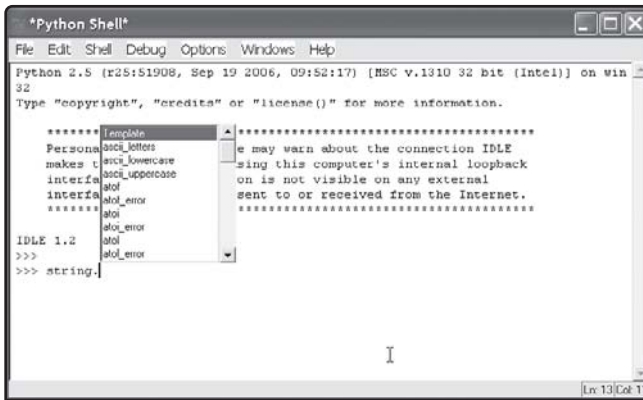 *Python Shell*
File Edit Shell Debug Options Windows Help
Python 2.5 (r25:51908, Sep 19 2006, 09:52:17) [MSC v.1310 32 bit (Intel)] on win
32
Type "copyright", "credits" or "license()" for more information.
Persona e may warn about the connection IDLE
makes t sing this computer's internal loopback
interfa on is not visible on any external
interfa sent to or received from the Internet.
Template
ascii_letters
ascii_lowercase
ascii_uppercase
atof
atof_error
atoi
atoi_error
atol
atol_error
IDLE 1.2
>>>
>>> string.
Ln: 13 Col: 1